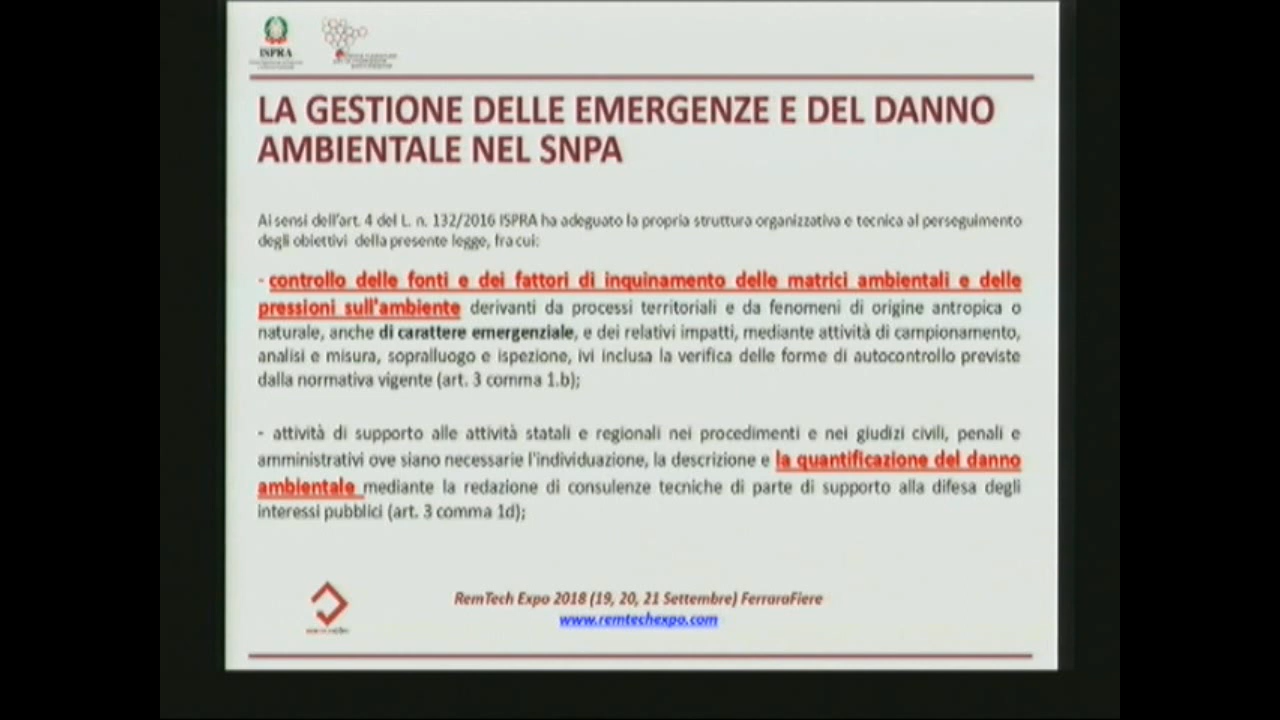 ISPRA
LA GESTIONE DELLE EMERGENZE E DEL DANNO
AMBIENTALE NEL SNPA
Ai sensi dell'art. 4 del L. n. 132/2016 ISPRA ha adeguato la propria struttura organizzativa e tecnica al perseguimento
degli obiettivi della presente legge, fra cui:
- controllo delle fonti e dei fattori di inquinamento delle matrici ambientali e delle
pressioni sull'ambiente derivanti da processi territoriali e da fenomeni di origine antropica o
naturale, anche di carattere emergenziale, e dei relativi impatti, mediante attività di campionamento,
analisi e misura, sopralluogo e ispezione, ivi inclusa la verifica delle forme di autocontrollo previste
dalla normativa vigente (art. 3 comma 1.b);
- attività di supporto alle attività statali e regionali nei procedimenti e nei giudizi civili, penali e
amministrativi ove siano necessarie l'individuazione, la descrizione e la quantificazione del danno
ambientale mediante la redazione di consulenze tecniche di parte di supporto alla difesa degli
interessi pubblici (art. 3 comma 1d);
RemTech Expo 2018 (19, 20, 21 Settembre) FerraraFiere
www.remtechexpo.com